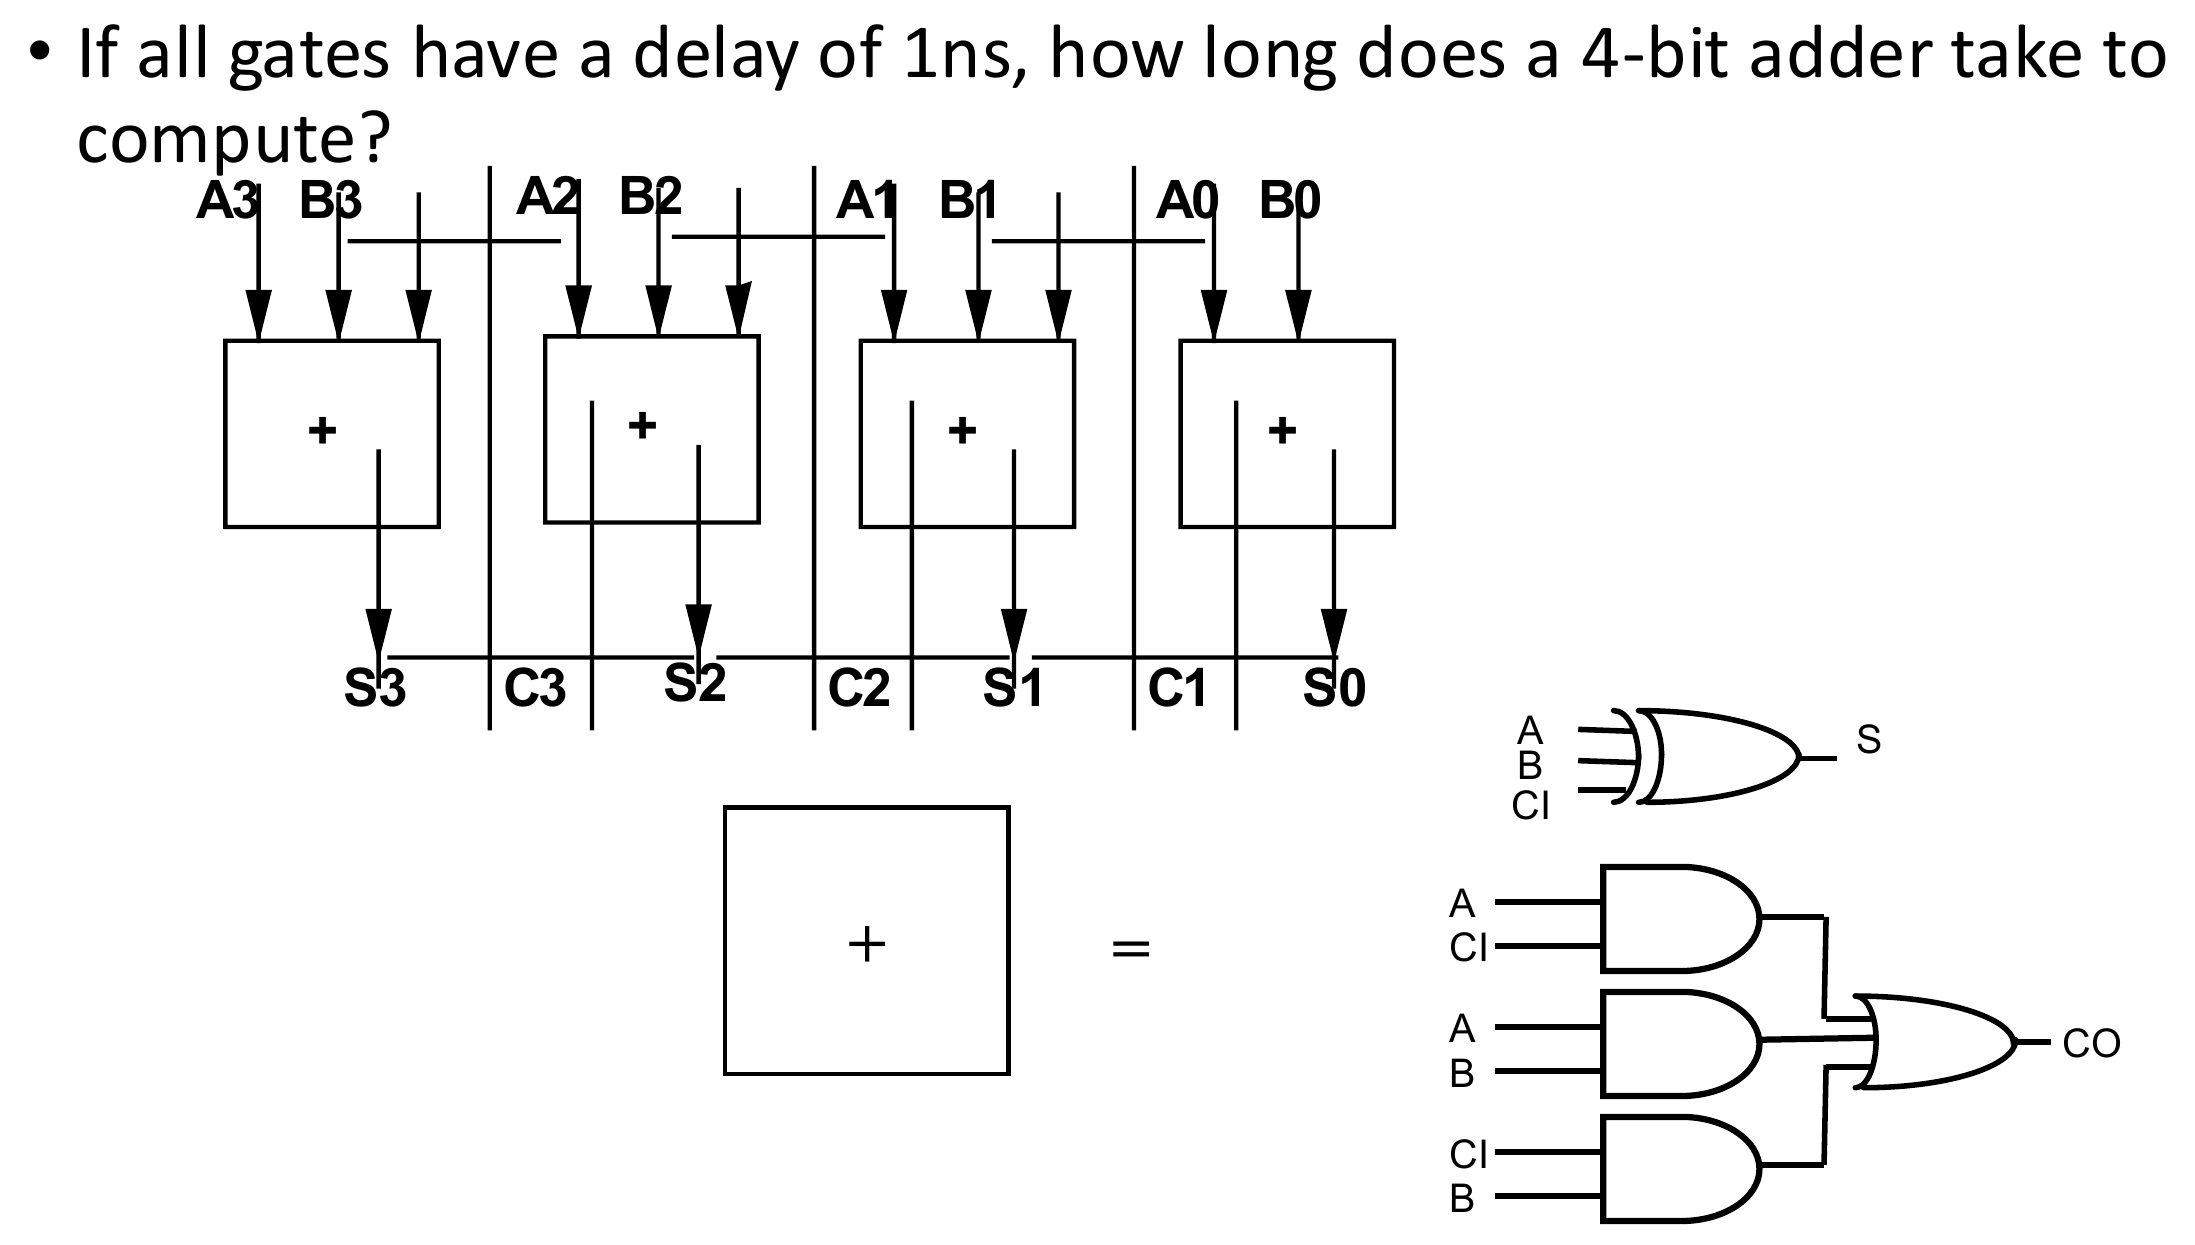 • If all gates have a delay of 1ns, how long does a 4-bit adder take to
compute?
A3 B3 A2 B2 A1 B1 A0 B0
+ + + +
S3 C3 S2 C2 S1 C1 S0
A
B
CI
S
+ =
A
CI
A
B
CI
B
CO